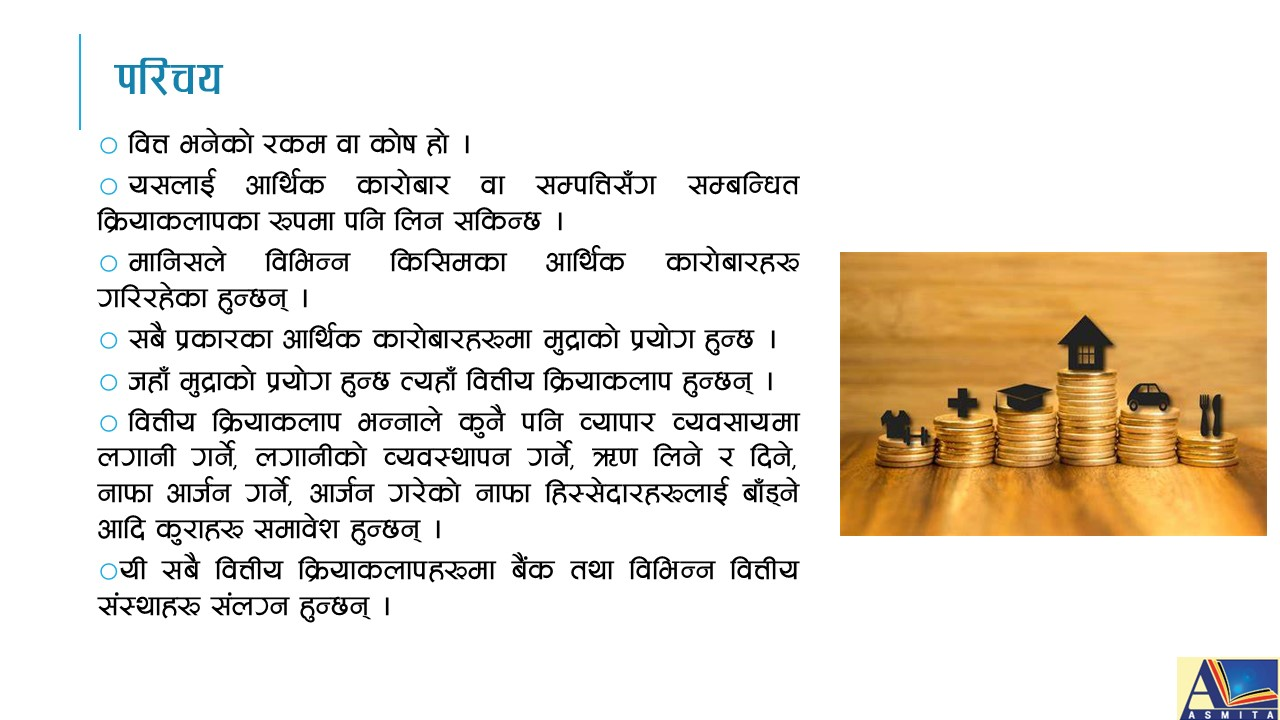 परिचय
o वित्त भनेको रकम वा कोष हो ।
o यसलाई आर्थिक कारोबार वा सम्पत्तिसँग सम्बन्धित
क्रियाकलापका रुपमा पनि लिन सकिन्छ ।
o मानिसले विभिन्न किसिमका आर्थिक कारोबारहरु
गरिरहेका हुन्छन् ।
o सबै प्रकारका आर्थिक कारोबारहरुमा मुद्राको प्रयोग हुन्छ ।
o जहाँ मुद्राको प्रयोग हुन्छ त्यहाँ वित्तीय क्रियाकलाप हुन्छन् ।
o वित्तीय क्रियाकलाप भन्नाले कुनै पनि व्यापार व्यवसायमा
लगानी गर्ने, लगानीको व्यवस्थापन गर्ने, ऋण लिने र दिने,
नाफा आर्जन गर्ने, आर्जन गरेको नाफा हिस्सेदारहरुलाई बाँड्ने
आदि कुराहरु समावेश हुन्छन् ।
oयी सबै वित्तीय क्रियाकलापहरुमा बैंक तथा विभिन्न वित्तीय
संस्थाहरु संलग्न हुन्छन् ।
ASMITA